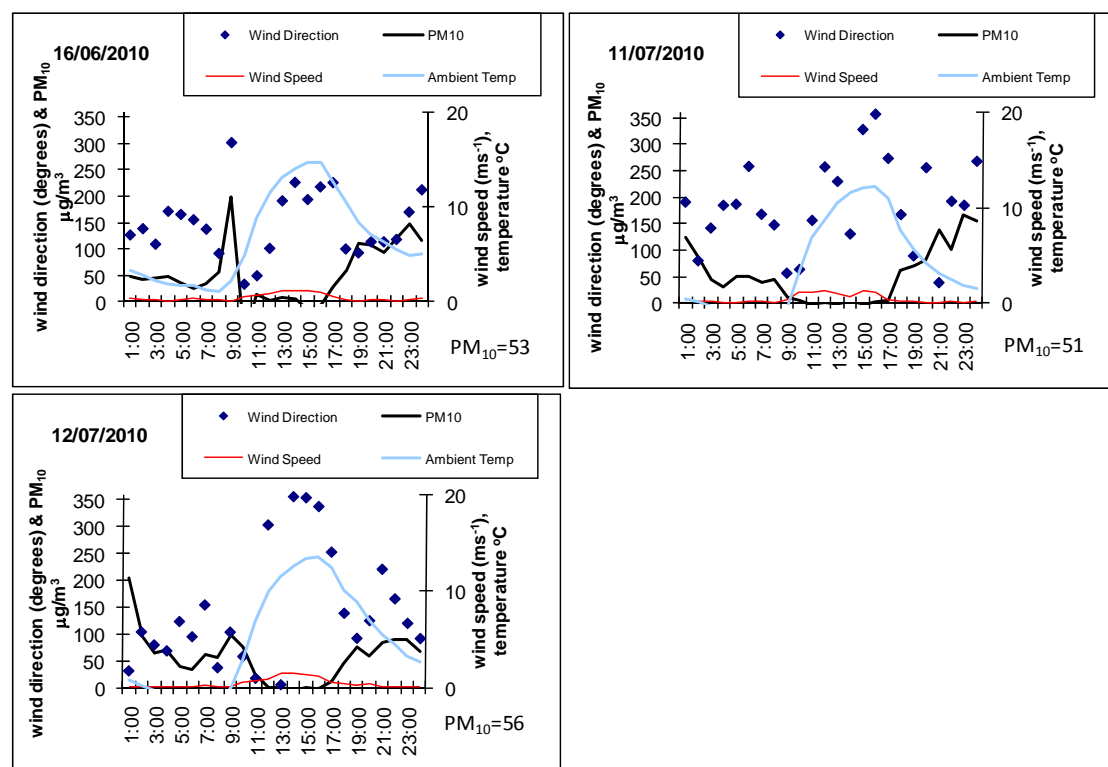 16/06/2010
Wind Direction
PM10
Wind Speed
Ambient Temp
wind direction (degrees) & PM₁₀
µg/m³
350
300
250
200
150
100
50
0
20
10
0
wind speed (ms⁻¹),
temperature ºC
1:00
3:00
5:00
7:00
9:00
11:00
13:00
15:00
17:00
19:00
21:00
23:00
PM₁₀=53
11/07/2010
Wind Direction
PM10
Wind Speed
Ambient Temp
wind direction (degrees) & PM₁₀
µg/m³
350
300
250
200
150
100
50
0
20
10
0
wind speed (ms⁻¹),
temperature ºC
1:00
3:00
5:00
7:00
9:00
11:00
13:00
15:00
17:00
19:00
21:00
23:00
PM₁₀=51
12/07/2010
Wind Direction
PM10
Wind Speed
Ambient Temp
wind direction (degrees) & PM₁₀
µg/m³
350
300
250
200
150
100
50
0
20
10
0
wind speed (ms⁻¹),
temperature ºC
1:00
3:00
5:00
7:00
9:00
11:00
13:00
15:00
17:00
19:00
21:00
23:00
PM₁₀=56